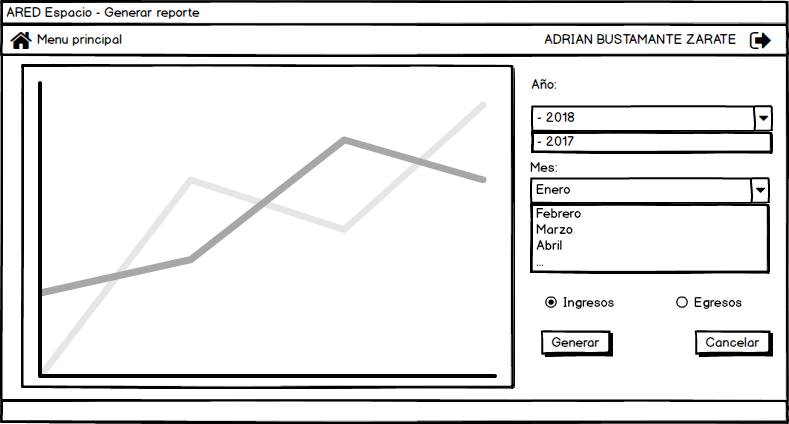 ARED Espacio - Generar reporte
Menu principal
ADRIAN BUSTAMANTE ZARATE
Año:
- 2018
- 2017
Mes:
Enero
Febrero
Marzo
Abril
...
Ingresos
Egresos
Generar
Cancelar